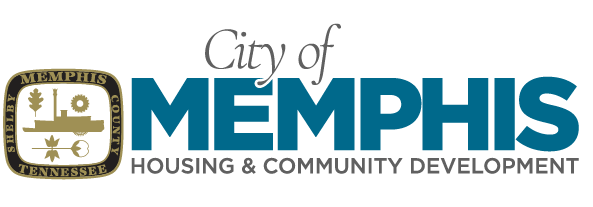 City of
MEMPHIS
HOUSING & COMMUNITY DEVELOPMENT
MEMPHIS
SHELBY
COUNTY
TENNESSEE